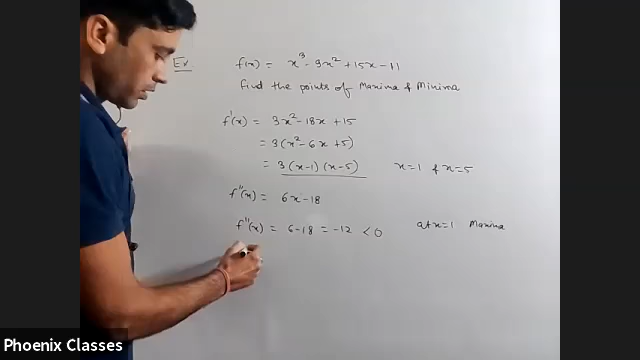 Ex. f(x) = x³ - 9x² + 15x - 11
Find the points of Maxima & Minima
f'(x) = 3x² - 18x + 15
= 3(x² - 6x + 5)
= 3(x-1)(x-5) x=1 & x=5
f''(x) = 6x - 18
f''(x) = 6-18 = -12 < 0 at x=1 Maxima
Phoenix Classes